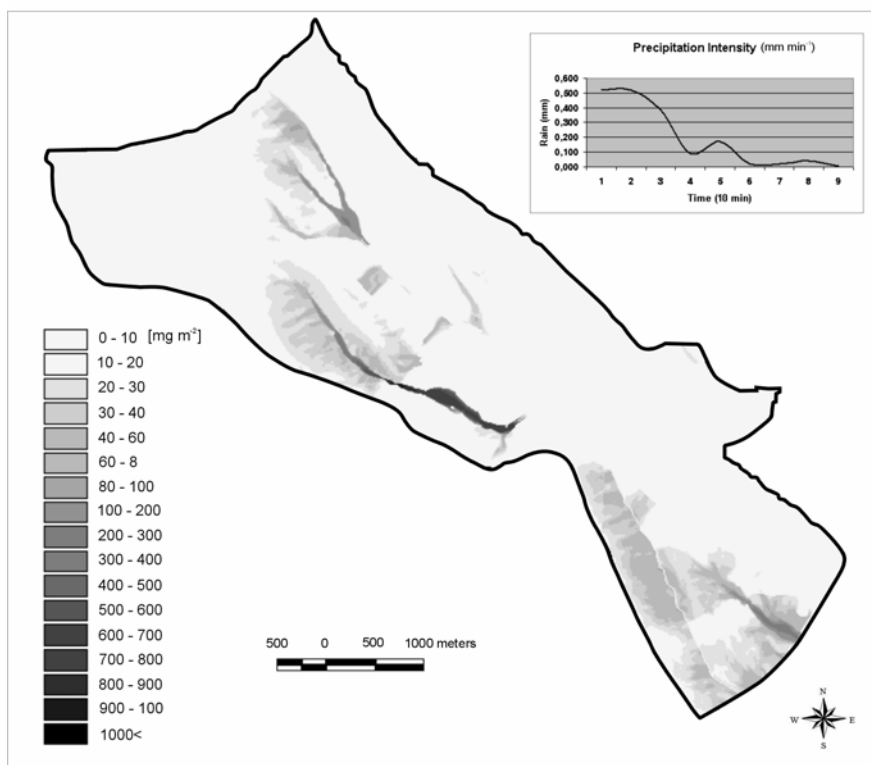 Precipitation Intensity (mm min⁻¹)
0,600
0,500
0,400
0,300
0,200
0,100
0,000
Rain (mm)
1 2 3 4 5 6 7 8 9
Time (10 min)
0 - 10 [mg m⁻²]
10 - 20
20 - 30
30 - 40
40 - 60
60 - 8
80 - 100
100 - 200
200 - 300
300 - 400
400 - 500
500 - 600
600 - 700
700 - 800
800 - 900
900 - 100
1000<
500 0 500 1000 meters
N
W E
S